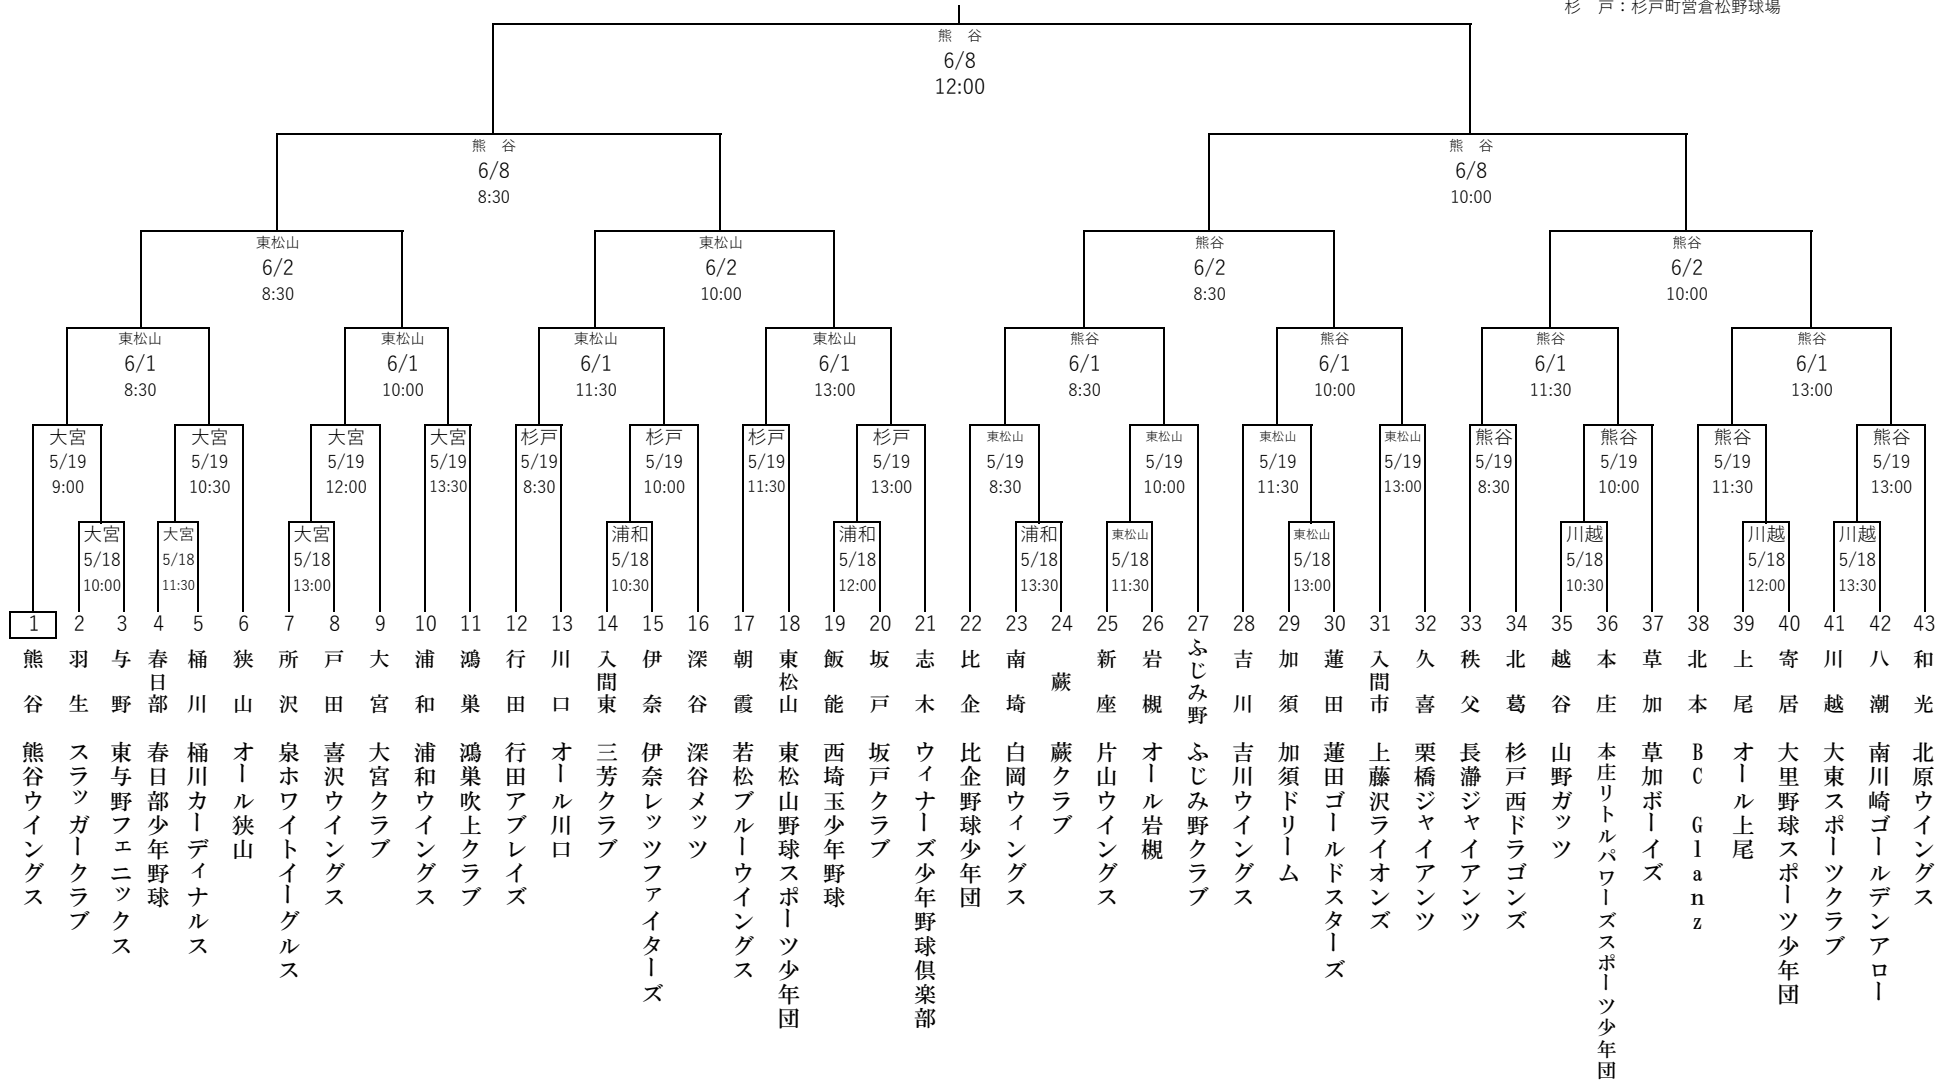 杉　戸：杉戸町営倉松野球場
熊　谷
6/8
12:00
熊　谷
6/8
8:30
熊　谷
6/8
10:00
東松山
6/2
8:30
東松山
6/2
10:00
熊谷
6/2
8:30
熊谷
6/2
10:00
東松山
6/1
8:30
東松山
6/1
10:00
東松山
6/1
11:30
東松山
6/1
13:00
熊谷
6/1
8:30
熊谷
6/1
10:00
熊谷
6/1
11:30
熊谷
6/1
13:00
大宮
5/19
9:00
大宮
5/19
10:30
大宮
5/19
12:00
大宮
5/19
13:30
杉戸
5/19
8:30
杉戸
5/19
10:00
杉戸
5/19
11:30
杉戸
5/19
13:00
東松山
5/19
8:30
東松山
5/19
10:00
東松山
5/19
11:30
東松山
5/19
13:00
熊谷
5/19
8:30
熊谷
5/19
10:00
熊谷
5/19
11:30
熊谷
5/19
13:00
大宮
5/18
10:00
大宮
5/18
11:30
大宮
5/18
13:00
浦和
5/18
10:30
浦和
5/18
12:00
浦和
5/18
13:30
東松山
5/18
11:30
東松山
5/18
13:00
川越
5/18
10:30
川越
5/18
12:00
川越
5/18
13:30
1 熊谷 熊谷ウイングス
2 羽生 スラッガークラブ
3 与野 東与野フェニックス
4 春日部 春日部少年野球
5 桶川 桶川カーディナルス
6 狭山 オール狭山
7 所沢 泉ホワイトイーグルス
8 戸田 喜沢ウイングス
9 大宮 大宮クラブ
10 浦和 浦和ウイングス
11 鴻巣 鴻巣吹上クラブ
12 行田 行田アブレイズ
13 川口 オール川口
14 入間東 三芳クラブ
15 伊奈 伊奈レッツファイターズ
16 深谷 深谷メッツ
17 朝霞 若松ブルーウイングス
18 東松山 東松山野球スポーツ少年団
19 飯能 西埼玉少年野球
20 坂戸 坂戸クラブ
21 志木 ウィナーズ少年野球倶楽部
22 比企 比企野球少年団
23 南埼 白岡ウィングス
24 蕨 蕨クラブ
25 新座 片山ウイングス
26 岩槻 オール岩槻
27 ふじみ野 ふじみ野クラブ
28 吉川 吉川ウイングス
29 加須 加須ドリーム
30 蓮田 蓮田ゴールドスターズ
31 入間市 上藤沢ライオンズ
32 久喜 栗橋ジャイアンツ
33 秩父 長瀞ジャイアンツ
34 北葛 杉戸西ドラゴンズ
35 越谷 山野ガッツ
36 本庄 本庄リトルパワーズスポーツ少年団
37 草加 草加ボーイズ
38 北本 BC Glanz
39 上尾 オール上尾
40 寄居 大里野球スポーツ少年団
41 川越 大東スポーツクラブ
42 八潮 南川崎ゴールデンアロー
43 和光 北原ウイングス